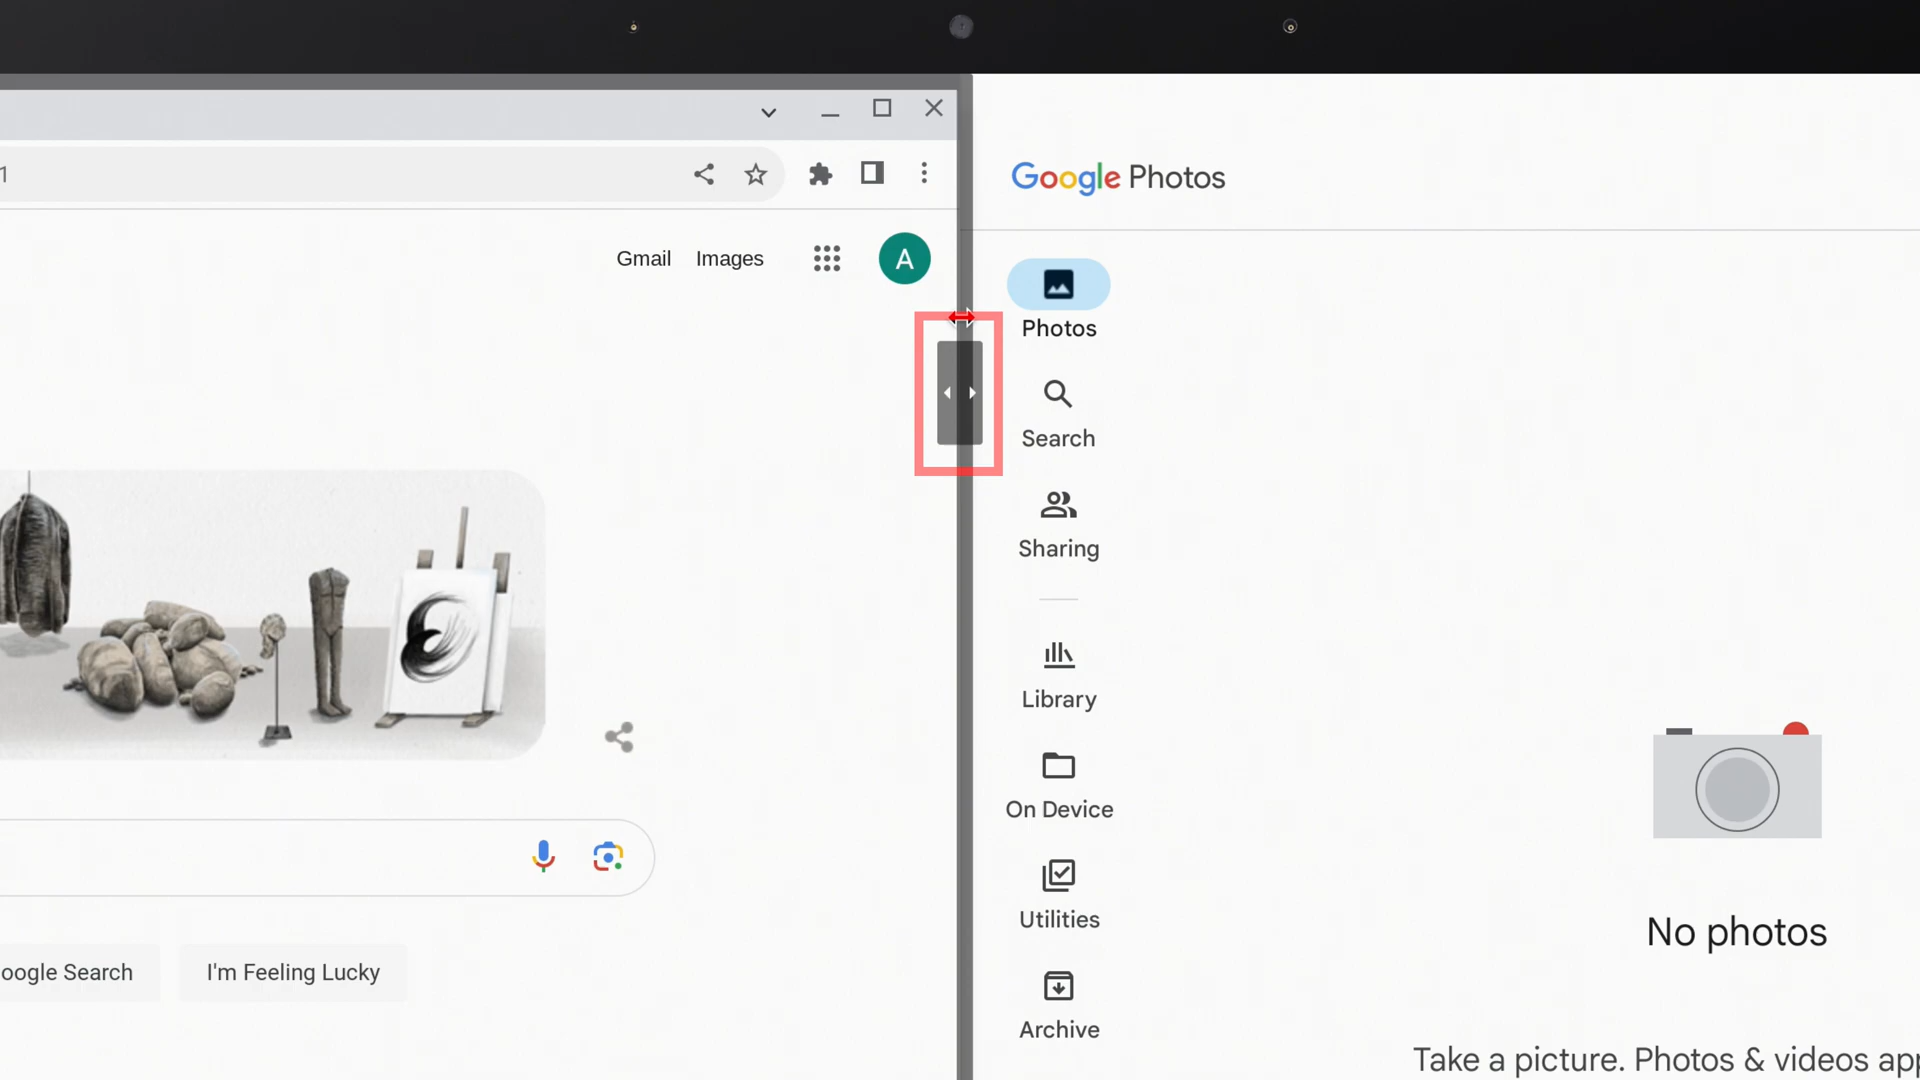 1
Gmail Images
A
Google Photos
Photos
Search
Sharing
Library
On Device
Utilities
Archive
oogle Search
I'm Feeling Lucky
No photos
Take a picture. Photos & videos app